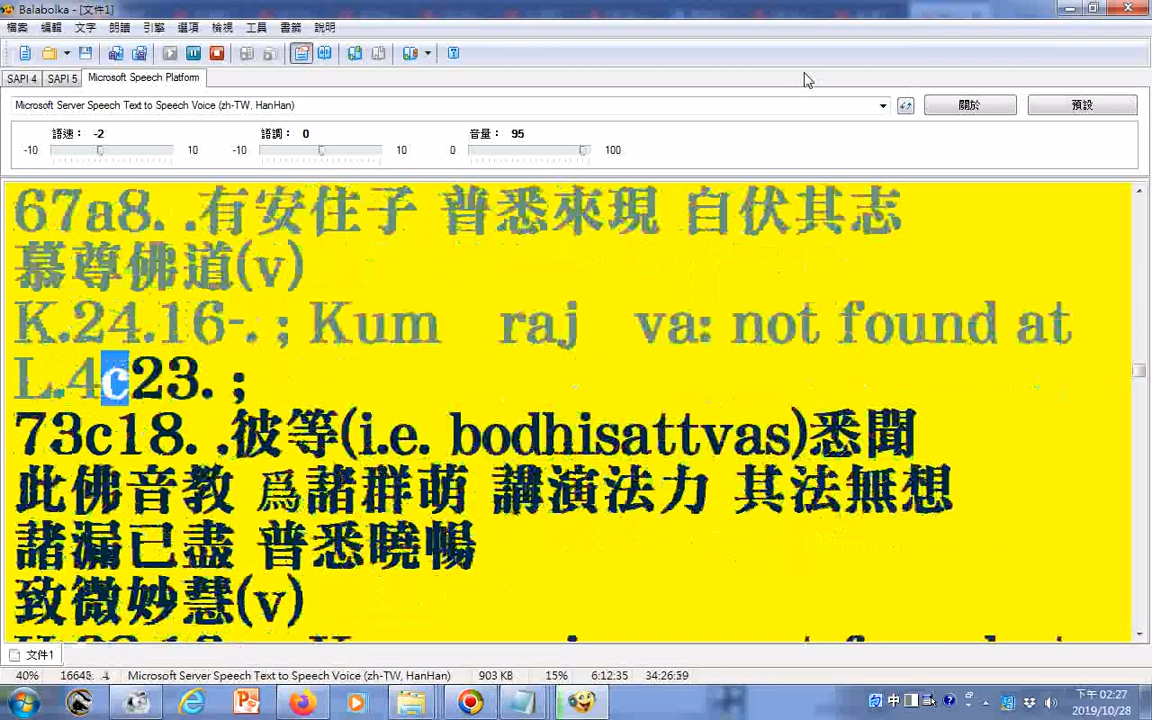 Balabolka - [文件1]
檔案 編輯 文字 朗讀 引擎 選項 檢視 工具 書籤 說明
SAPI 4 SAPI 5 Microsoft Speech Platform
Microsoft Server Speech Text to Speech Voice (zh-TW, HanHan) 關於 預設
語速： -2 語調： 0 音量： 95
-10 10 -10 10 0 100
67a8. .有安住子 普悉來現 自伏其志
慕尊佛道(v)
K.24.16-. ; Kum raj va: not found at
L.4c23. ;
73c18. .彼等(i.e. bodhisattvas)悉聞
此佛音教 爲諸群萌 講演法力 其法無想
諸漏已盡 普悉曉暢
致微妙慧(v)
文件1
40% Microsoft Server Speech Text to Speech Voice (zh-TW, HanHan) 903 KB 15% 6:12:35 34:26:39
中 下午 02:27
2019/10/28